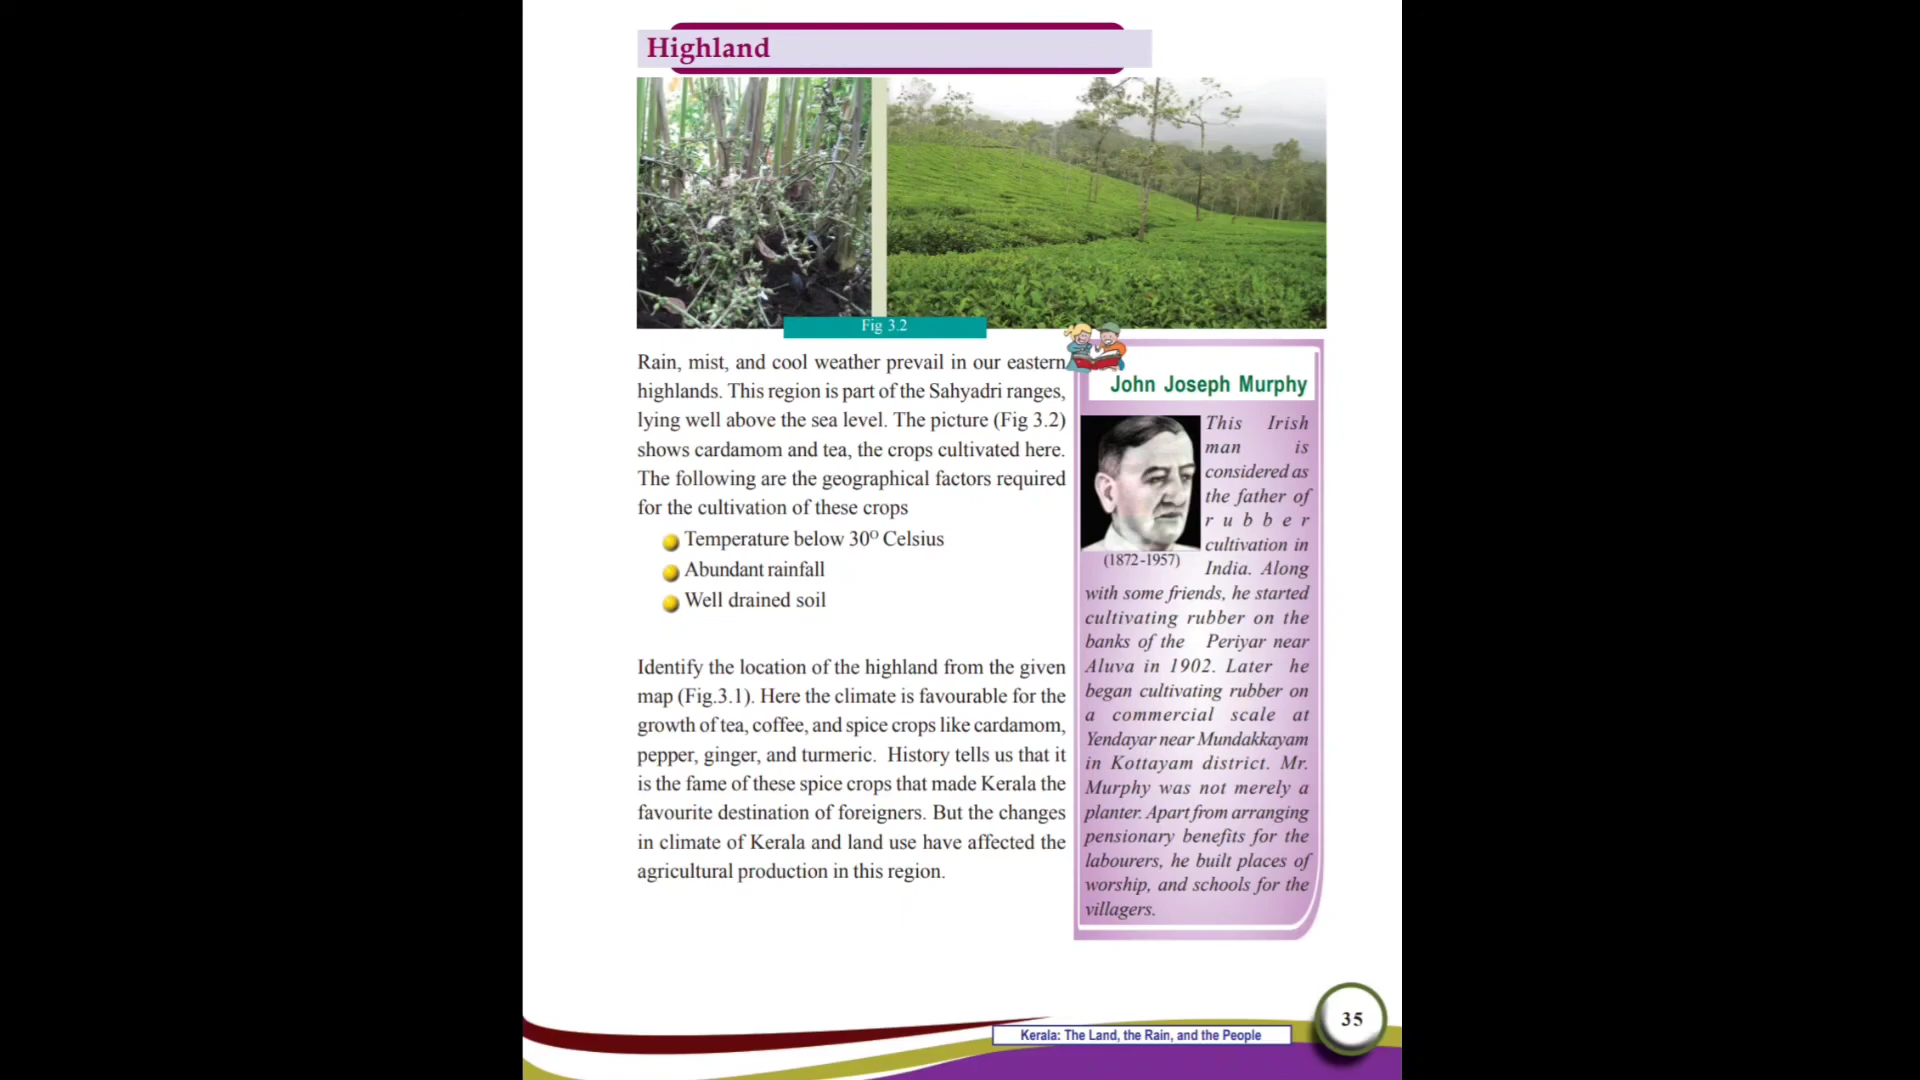 Highland
Fig 3.2
Rain, mist, and cool weather prevail in our eastern
highlands. This region is part of the Sahyadri ranges,
lying well above the sea level. The picture (Fig 3.2)
shows cardamom and tea, the crops cultivated here.
The following are the geographical factors required
for the cultivation of these crops
Temperature below 30⁰ Celsius
Abundant rainfall
Well drained soil
Identify the location of the highland from the given
map (Fig.3.1). Here the climate is favourable for the
growth of tea, coffee, and spice crops like cardamom,
pepper, ginger, and turmeric. History tells us that it
is the fame of these spice crops that made Kerala the
favourite destination of foreigners. But the changes
in climate of Kerala and land use have affected the
agricultural production in this region.
John Joseph Murphy
This Irish
man is
considered as
the father of
rubber
cultivation in
(1872-1957)
India. Along
with some friends, he started
cultivating rubber on the
banks of the Periyar near
Aluva in 1902. Later he
began cultivating rubber on
a commercial scale at
Yendayar near Mundakkayam
in Kottayam district. Mr.
Murphy was not merely a
planter. Apart from arranging
pensionary benefits for the
labourers, he built places of
worship, and schools for the
villagers.
35
Kerala: The Land, the Rain, and the People